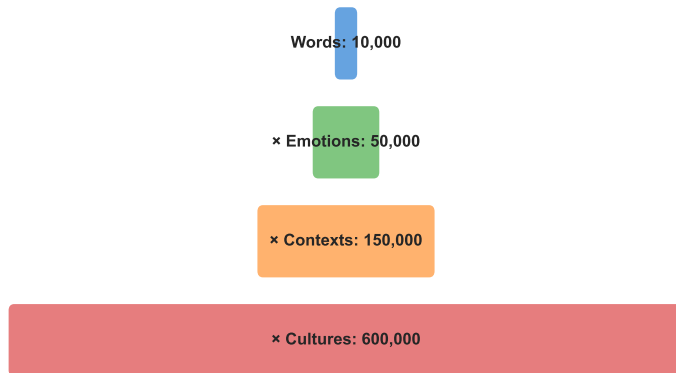 Words: 10,000
× Emotions: 50,000
× Contexts: 150,000
× Cultures: 600,000